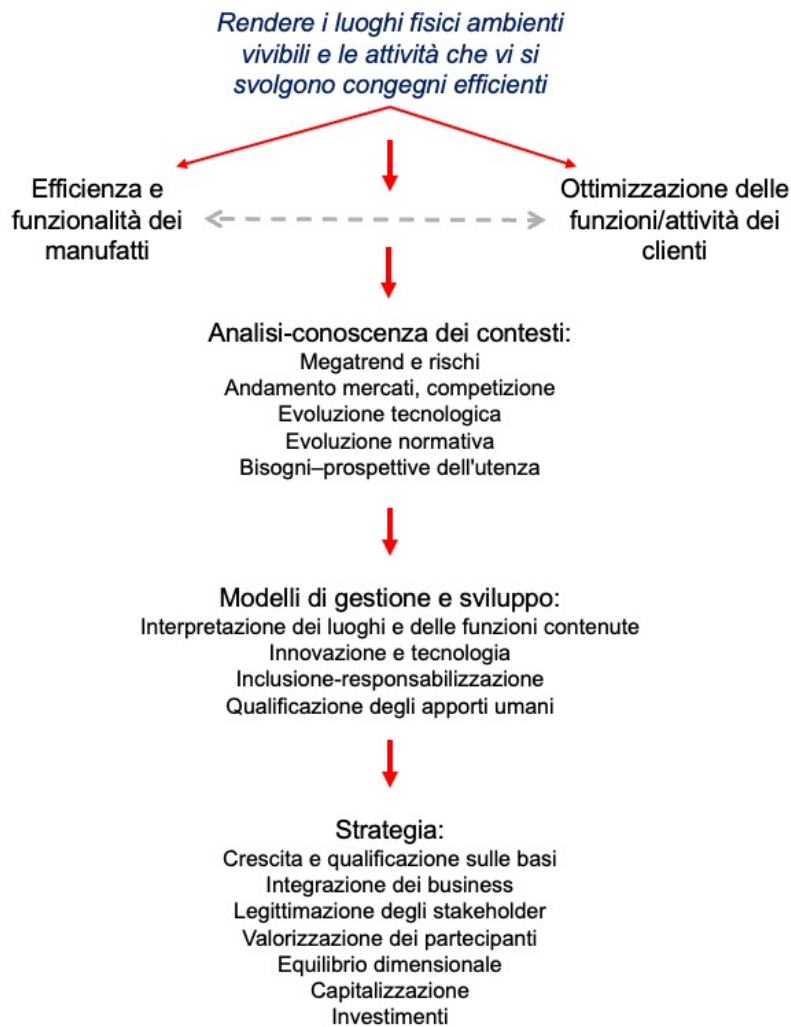 Rendere i luoghi fisici ambienti
vivibili e le attività che vi si
svolgono congegni efficienti
Efficienza e
funzionalità dei
manufatti
Ottimizzazione delle
funzioni/attività dei
clienti
Analisi-conoscenza dei contesti:
Megatrend e rischi
Andamento mercati, competizione
Evoluzione tecnologica
Evoluzione normativa
Bisogni–prospettive dell'utenza
Modelli di gestione e sviluppo:
Interpretazione dei luoghi e delle funzioni contenute
Innovazione e tecnologia
Inclusione-responsabilizzazione
Qualificazione degli apporti umani
Strategia:
Crescita e qualificazione sulle basi
Integrazione dei business
Legittimazione degli stakeholder
Valorizzazione dei partecipanti
Equilibrio dimensionale
Capitalizzazione
Investimenti